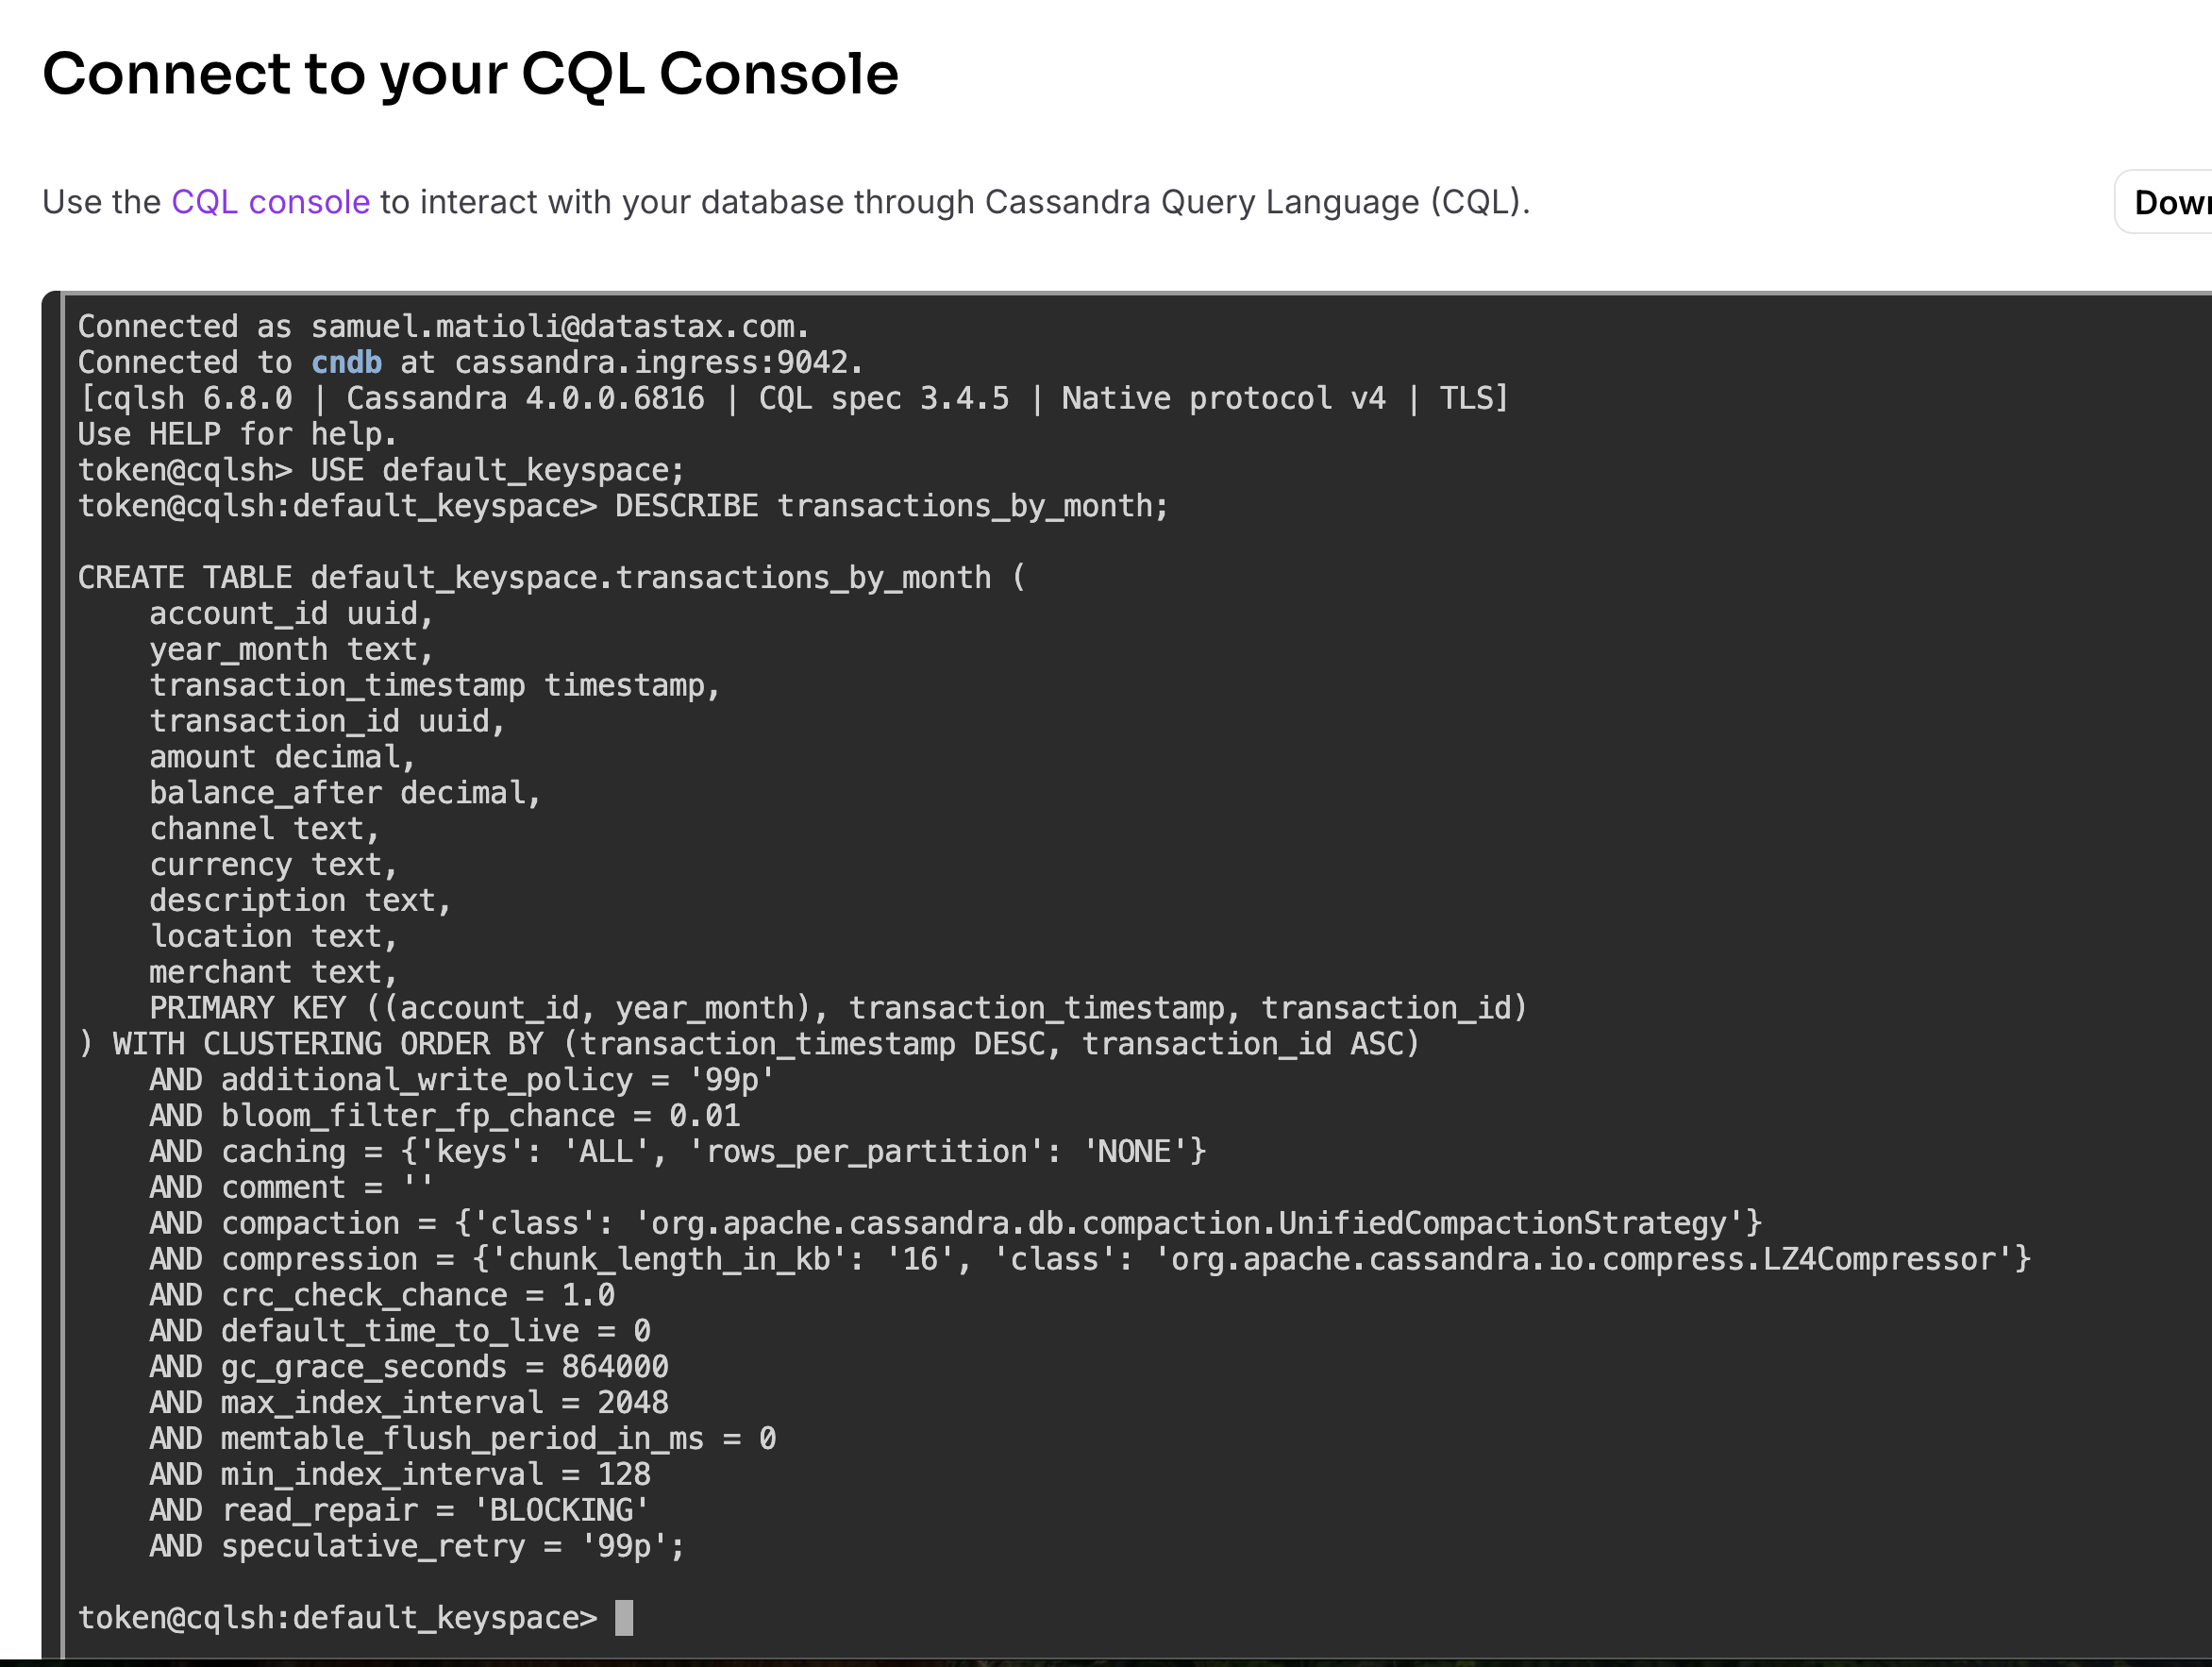 Connect to your CQL Console
Use the CQL console to interact with your database through Cassandra Query Language (CQL).
Connected as samuel.matioli@datastax.com.
Connected to cndb at cassandra.ingress:9042.
[cqlsh 6.8.0 | Cassandra 4.0.0.6816 | CQL spec 3.4.5 | Native protocol v4 | TLS]
Use HELP for help.
token@cqlsh> USE default_keyspace;
token@cqlsh:default_keyspace> DESCRIBE transactions_by_month;

CREATE TABLE default_keyspace.transactions_by_month (
    account_id uuid,
    year_month text,
    transaction_timestamp timestamp,
    transaction_id uuid,
    amount decimal,
    balance_after decimal,
    channel text,
    currency text,
    description text,
    location text,
    merchant text,
    PRIMARY KEY ((account_id, year_month), transaction_timestamp, transaction_id)
) WITH CLUSTERING ORDER BY (transaction_timestamp DESC, transaction_id ASC)
    AND additional_write_policy = '99p'
    AND bloom_filter_fp_chance = 0.01
    AND caching = {'keys': 'ALL', 'rows_per_partition': 'NONE'}
    AND comment = ''
    AND compaction = {'class': 'org.apache.cassandra.db.compaction.UnifiedCompactionStrategy'}
    AND compression = {'chunk_length_in_kb': '16', 'class': 'org.apache.cassandra.io.compress.LZ4Compressor'}
    AND crc_check_chance = 1.0
    AND default_time_to_live = 0
    AND gc_grace_seconds = 864000
    AND max_index_interval = 2048
    AND memtable_flush_period_in_ms = 0
    AND min_index_interval = 128
    AND read_repair = 'BLOCKING'
    AND speculative_retry = '99p';

token@cqlsh:default_keyspace>